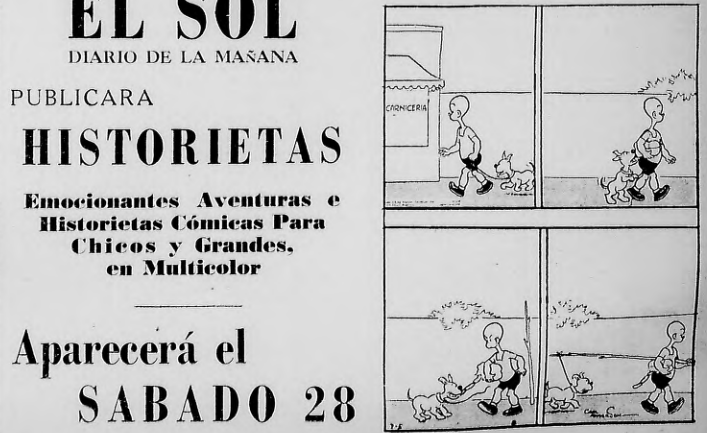 EL SOL
DIARIO DE LA MAÑANA
PUBLICARA
HISTORIETAS
Emocionantes Aventuras e
Historietas Cómicas Para
Chicos y Grandes,
en Multicolor
Aparecerá el
SABADO 28
CARNICERIA